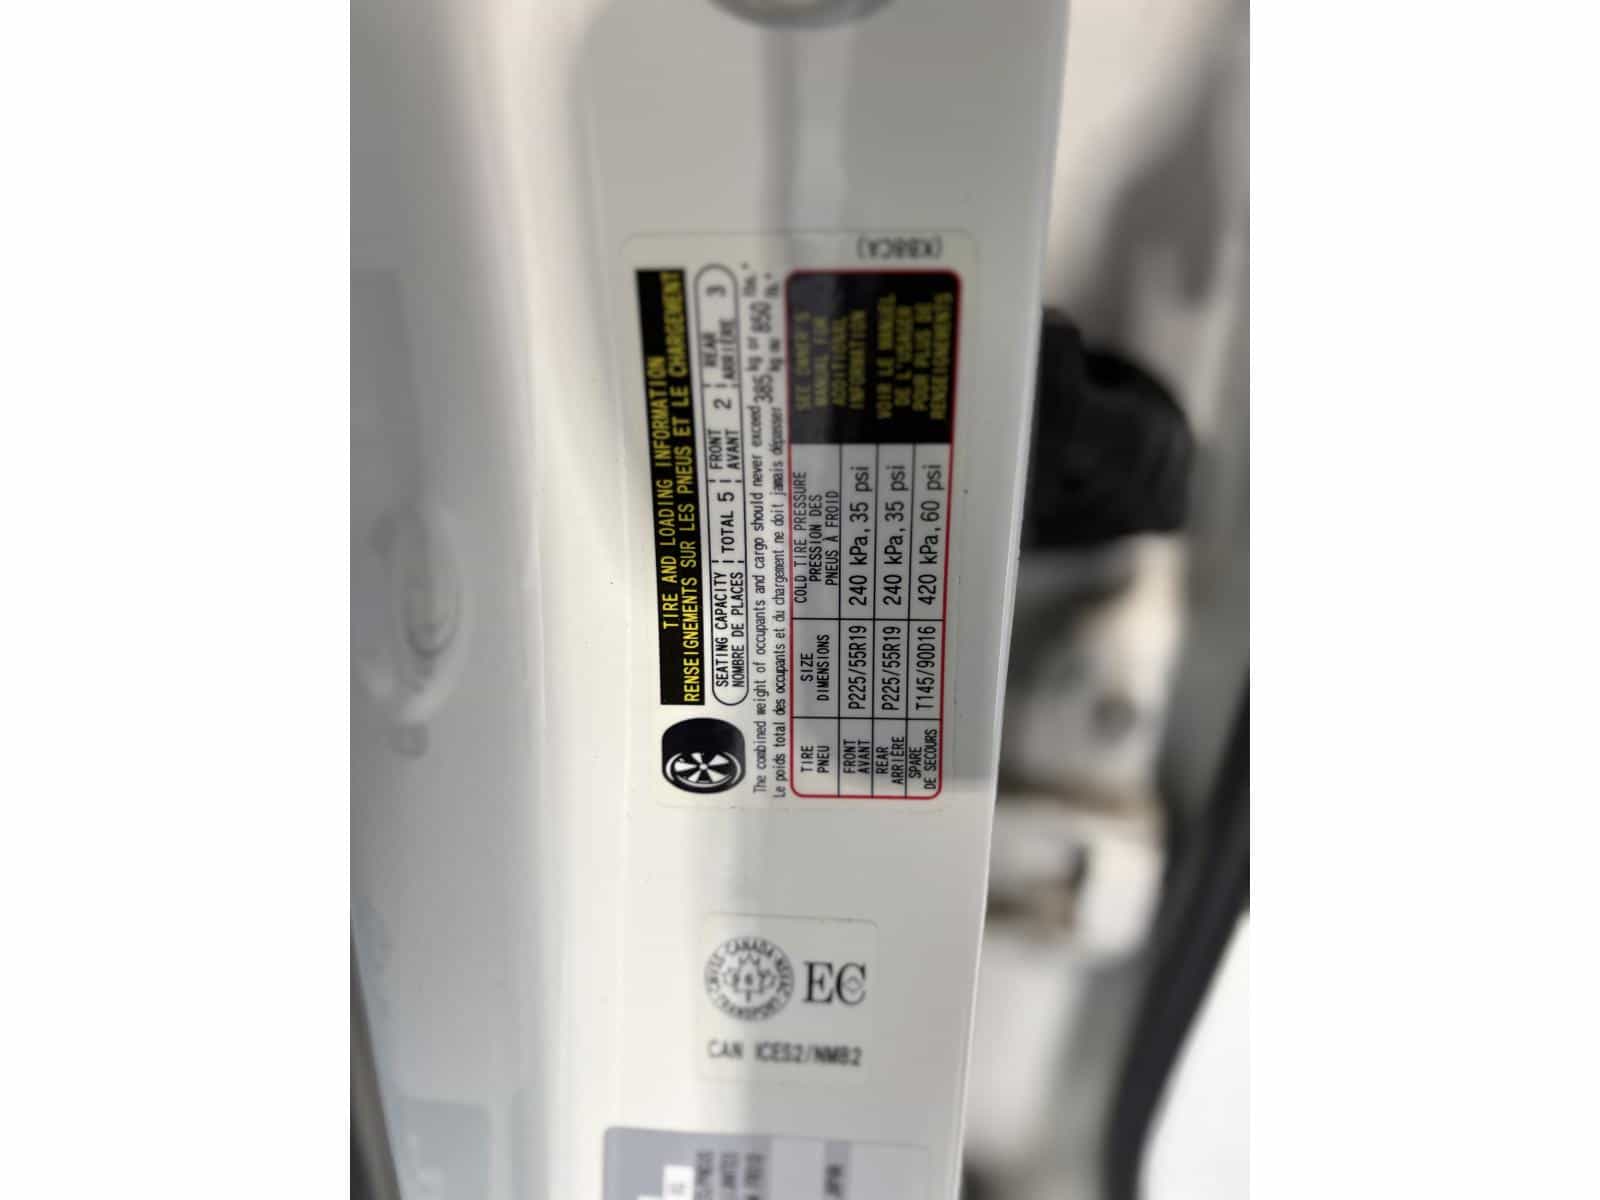 TIRE AND LOADING INFORMATION
RENSEIGNEMENTS SUR LES PNEUS ET LE CHARGEMENT
SEATING CAPACITY
NOMBRE DE PLACES
TOTAL 5
FRONT
AVANT
2
REAR
ARRIÈRE
3
The combined weight of occupants and cargo should never exceed 385 kg or 850 lbs.
Le poids total des occupants et du chargement ne doit jamais dépasser kg ou lb.
TIRE
PNEU
SIZE
DIMENSIONS
COLD TIRE PRESSURE
PRESSION DES
PNEUS À FROID
SEE OWNER'S
MANUAL FOR
ADDITIONAL
INFORMATION
VOIR LE MANUEL
DE L'USAGER
POUR PLUS DE
RENSEIGNEMENTS
FRONT
AVANT
P225/55R19
240 kPa, 35 psi
REAR
ARRIÈRE
P225/55R19
240 kPa, 35 psi
SPARE
DE SECOURS
T145/90D16
420 kPa, 60 psi
CANADA
TRANSPORT
EC
CAN ICES2/NMB2